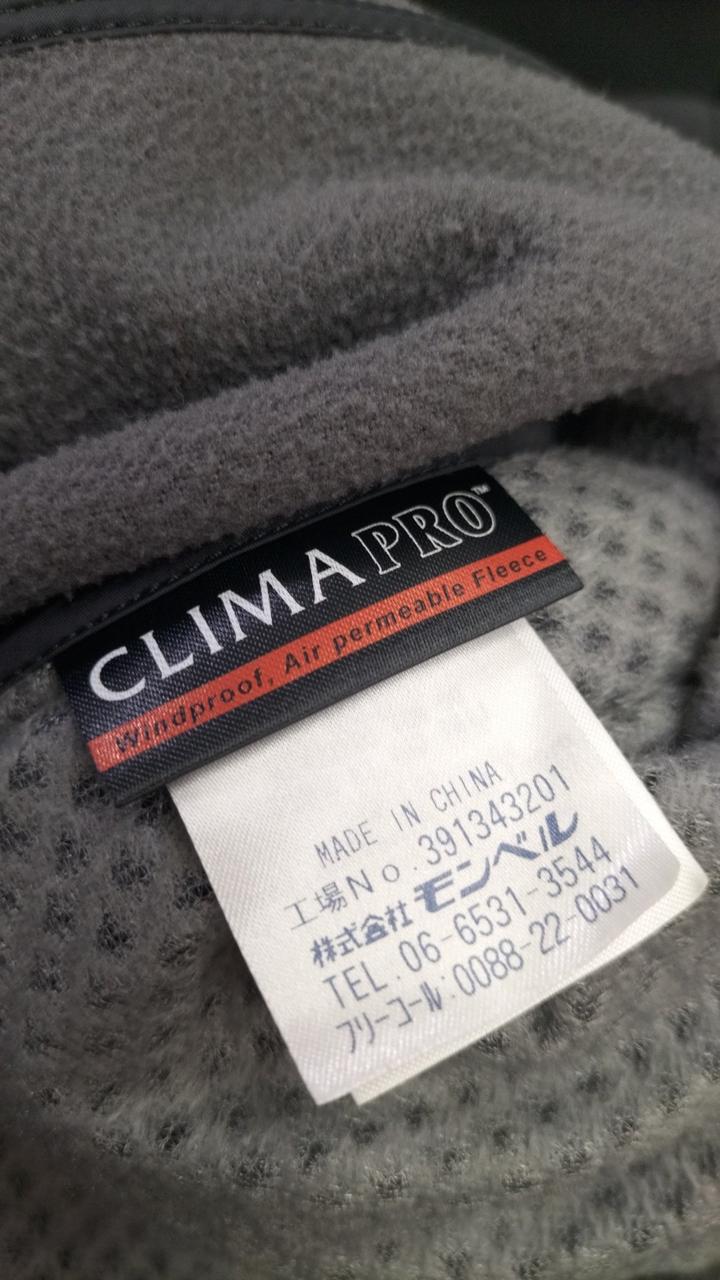 CLIMAPRO™
Windproof, Air permeable Fleece
MADE IN CHINA
工場No.391343201
株式会社モンベル
TEL.06-6531-3544
フリーコール:0088-22-0031